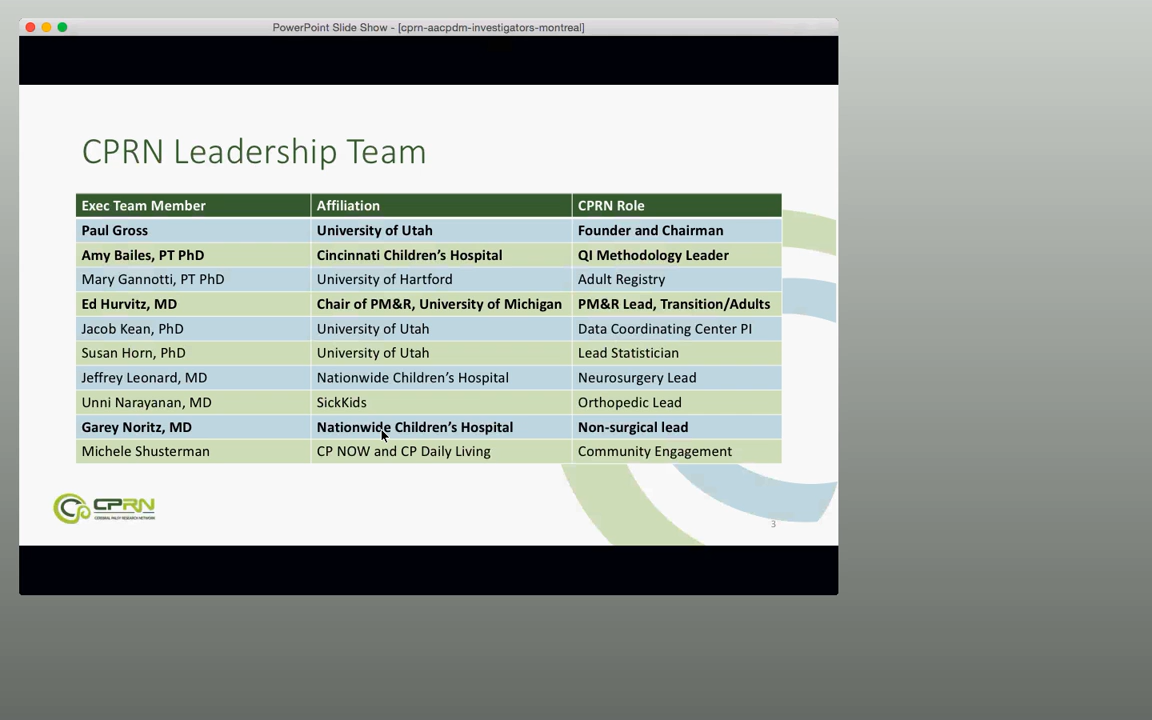 PowerPoint Slide Show - [cprn-aacpdm-investigators-montreal]
CPRN Leadership Team
Exec Team Member Affiliation CPRN Role
Paul Gross University of Utah Founder and Chairman
Amy Bailes, PT PhD Cincinnati Children’s Hospital QI Methodology Leader
Mary Gannotti, PT PhD University of Hartford Adult Registry
Ed Hurvitz, MD Chair of PM&R, University of Michigan PM&R Lead, Transition/Adults
Jacob Kean, PhD University of Utah Data Coordinating Center PI
Susan Horn, PhD University of Utah Lead Statistician
Jeffrey Leonard, MD Nationwide Children’s Hospital Neurosurgery Lead
Unni Narayanan, MD SickKids Orthopedic Lead
Garey Noritz, MD Nationwide Children’s Hospital Non-surgical lead
Michele Shusterman CP NOW and CP Daily Living Community Engagement
CPRN
CEREBRAL PALSY RESEARCH NETWORK
3